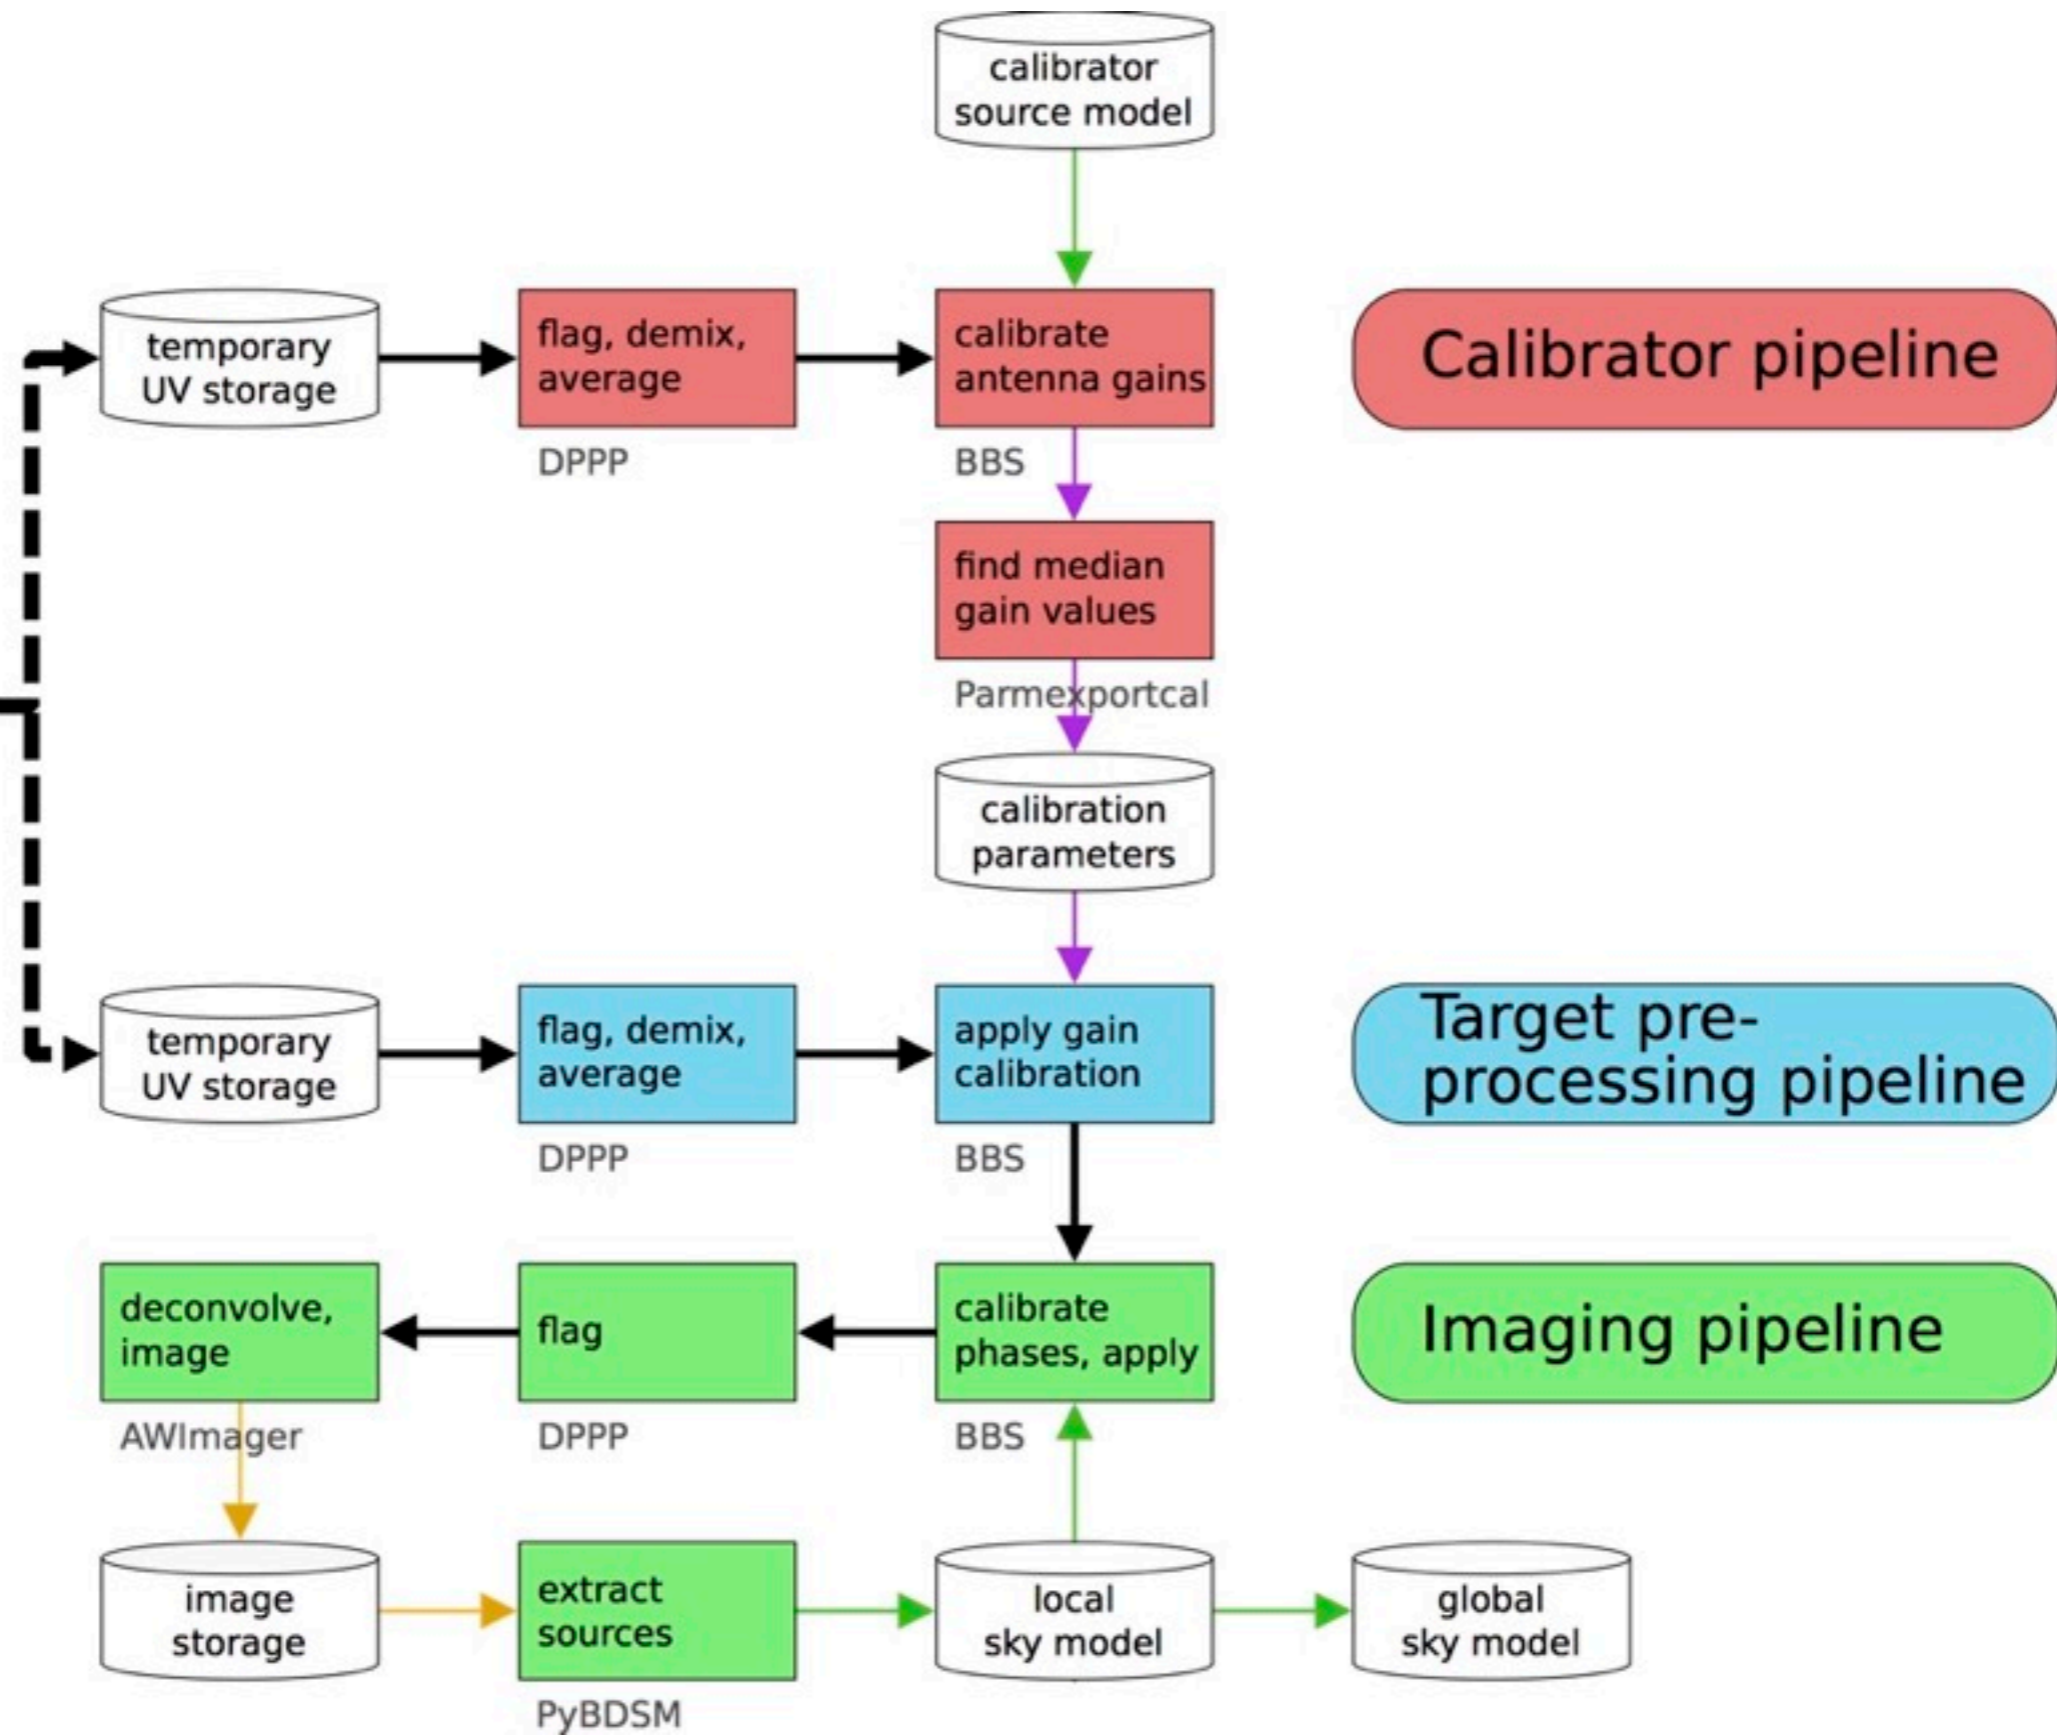 calibrator
source model
temporary
UV storage
flag, demix,
average
DPPP
calibrate
antenna gains
BBS
Calibrator pipeline
find median
gain values
Parmexportcal
calibration
parameters
temporary
UV storage
flag, demix,
average
DPPP
apply gain
calibration
BBS
Target pre-
processing pipeline
deconvolve,
image
AWImager
flag
DPPP
calibrate
phases, apply
BBS
Imaging pipeline
image
storage
extract
sources
PyBDSM
local
sky model
global
sky model